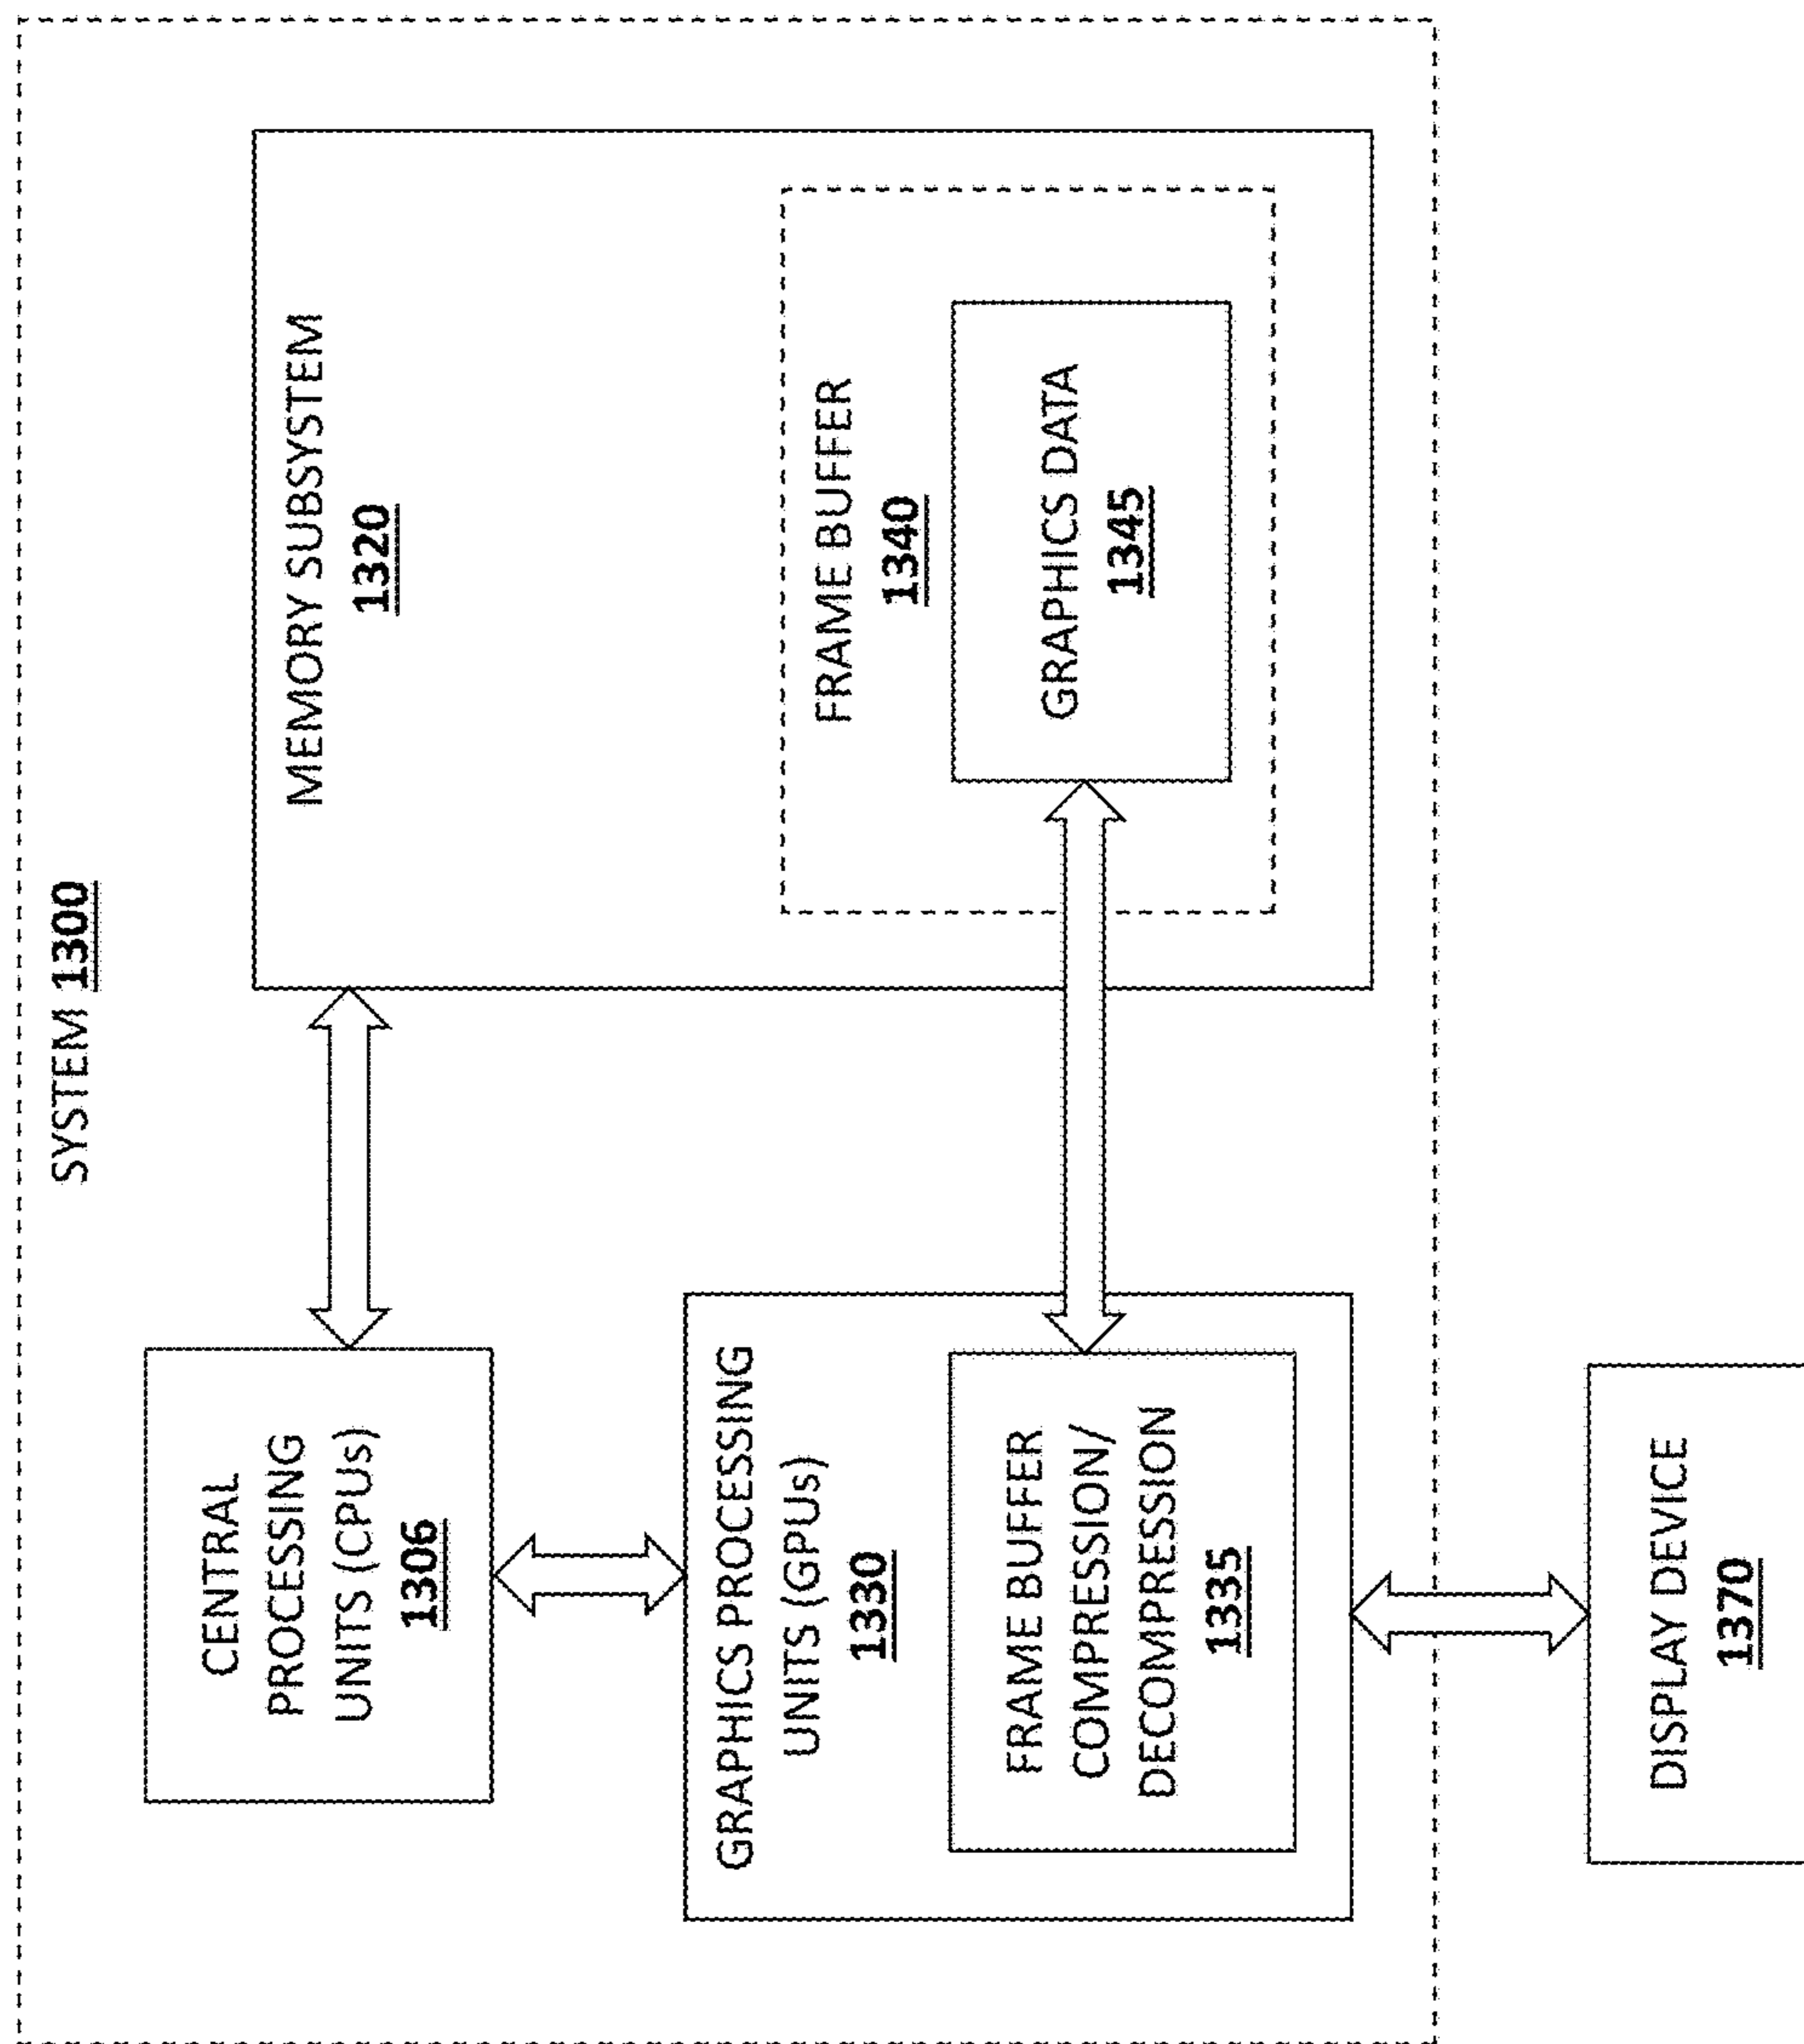 SYSTEM 1300
CENTRAL
PROCESSING
UNITS (CPUs)
1306
MEMORY SUBSYSTEM
1320
GRAPHICS PROCESSING
UNITS (GPUs)
1330
FRAME BUFFER
COMPRESSION/
DECOMPRESSION
1335
FRAME BUFFER
1340
GRAPHICS DATA
1345
DISPLAY DEVICE
1370